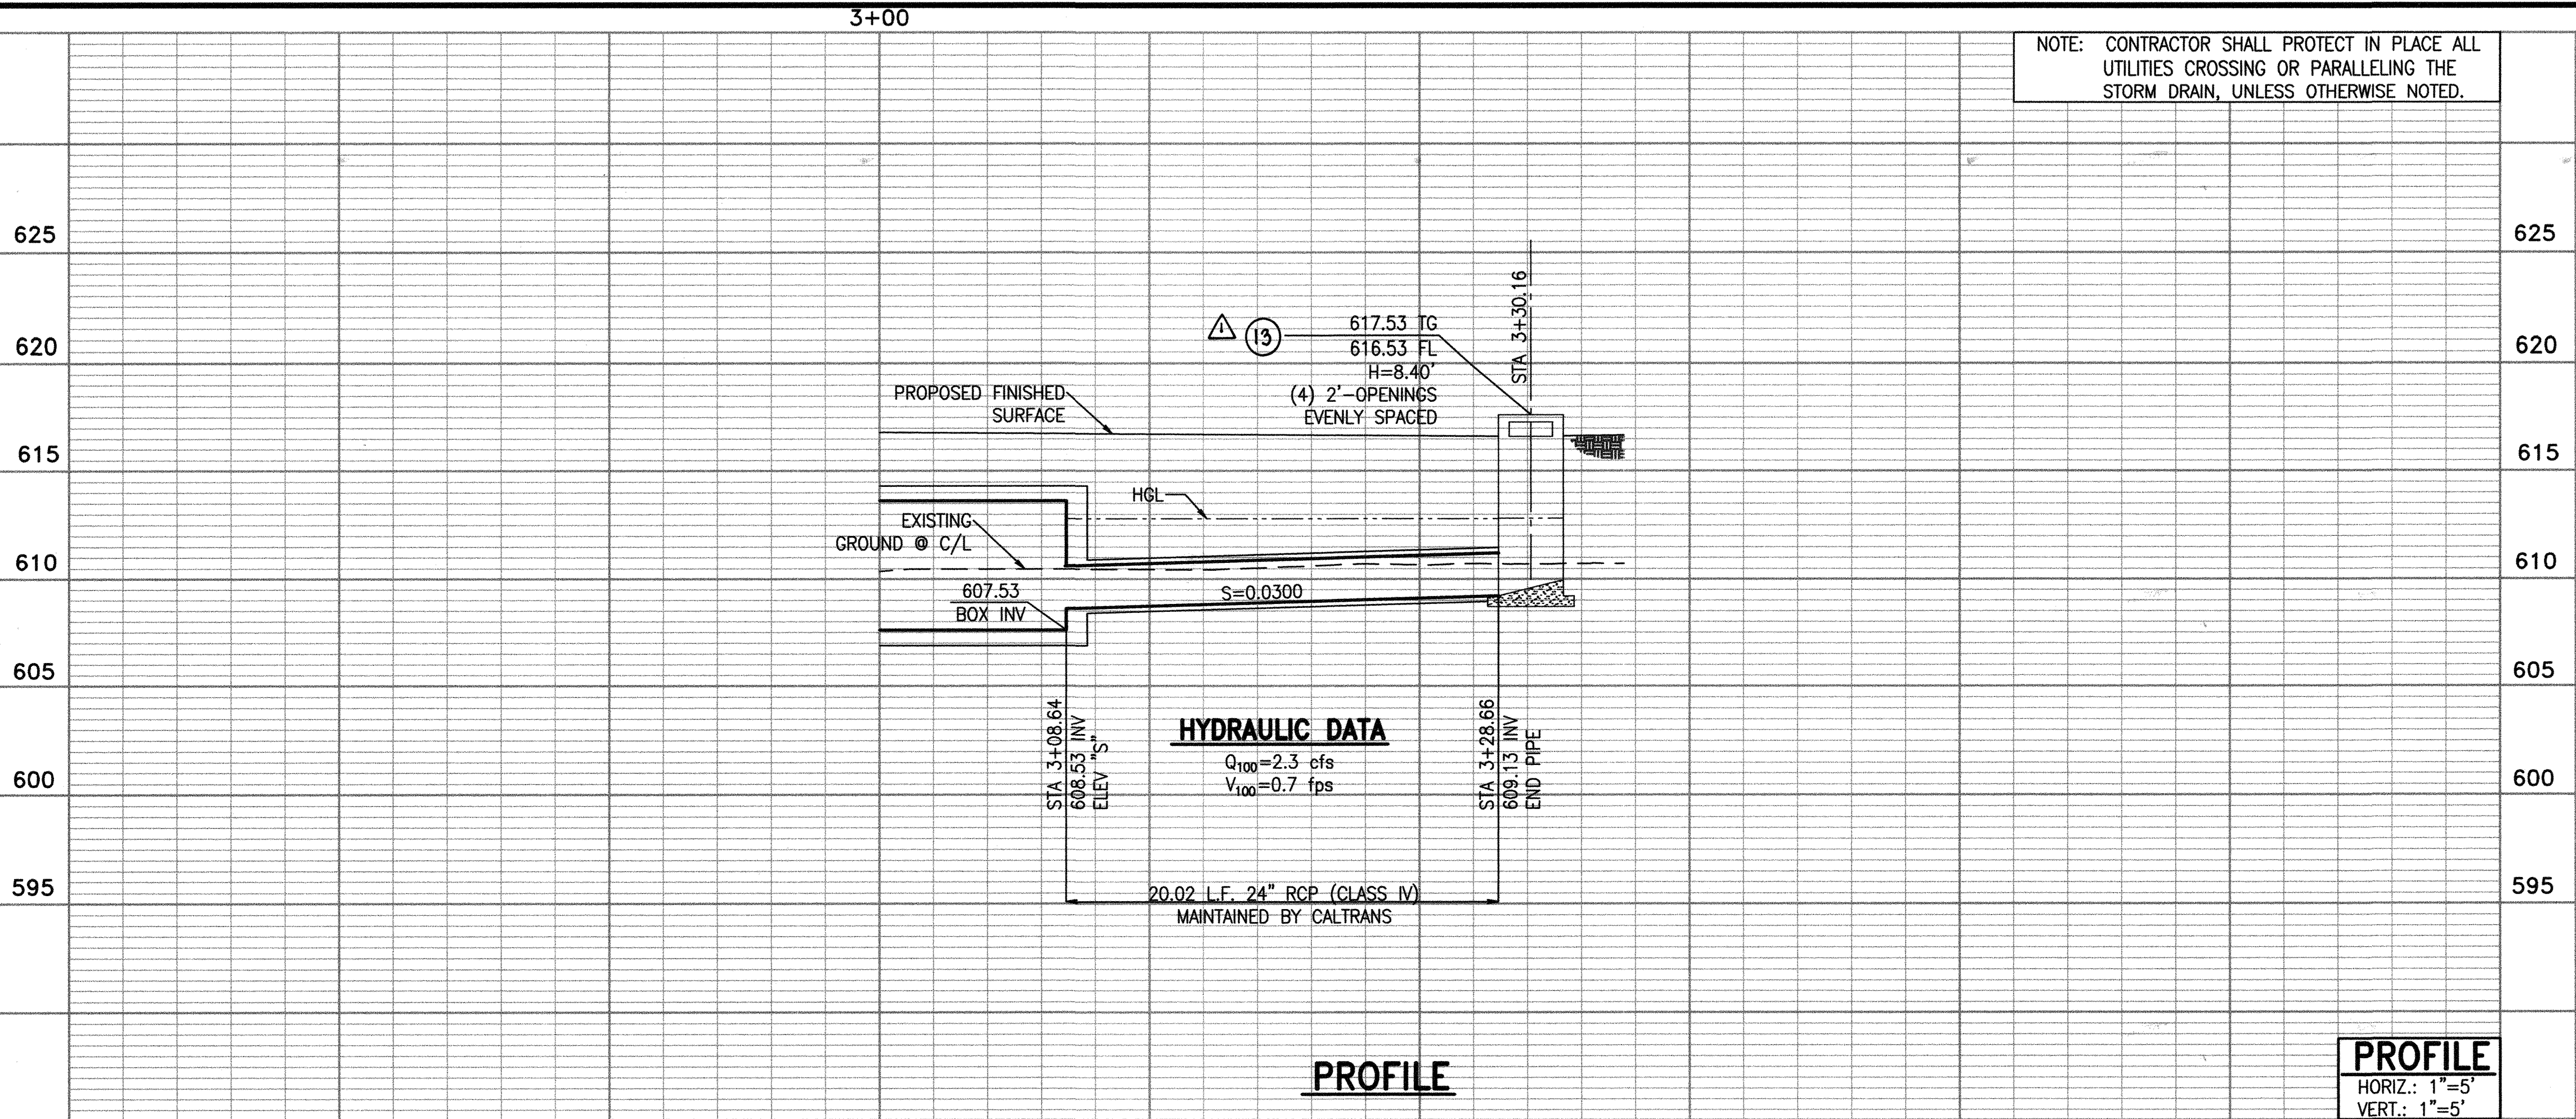 3+00
NOTE: CONTRACTOR SHALL PROTECT IN PLACE ALL
UTILITIES CROSSING OR PARALLELING THE
STORM DRAIN, UNLESS OTHERWISE NOTED.
625
625
620
620
615
615
610
610
605
605
600
600
595
595
STA 3+30.16
1
13
617.53 TG
616.53 FL
H=8.40'
(4) 2'-OPENINGS
EVENLY SPACED
PROPOSED FINISHED
SURFACE
HGL
EXISTING
GROUND @ C/L
607.53
BOX INV
S=0.0300
STA 3+08.64
608.53 INV
ELEV "S"
HYDRAULIC DATA
Q100=2.3 cfs
V100=0.7 fps
STA 3+28.66
609.13 INV
END PIPE
20.02 L.F. 24" RCP (CLASS IV)
MAINTAINED BY CALTRANS
PROFILE
PROFILE
HORIZ.: 1"=5'
VERT.: 1"=5'